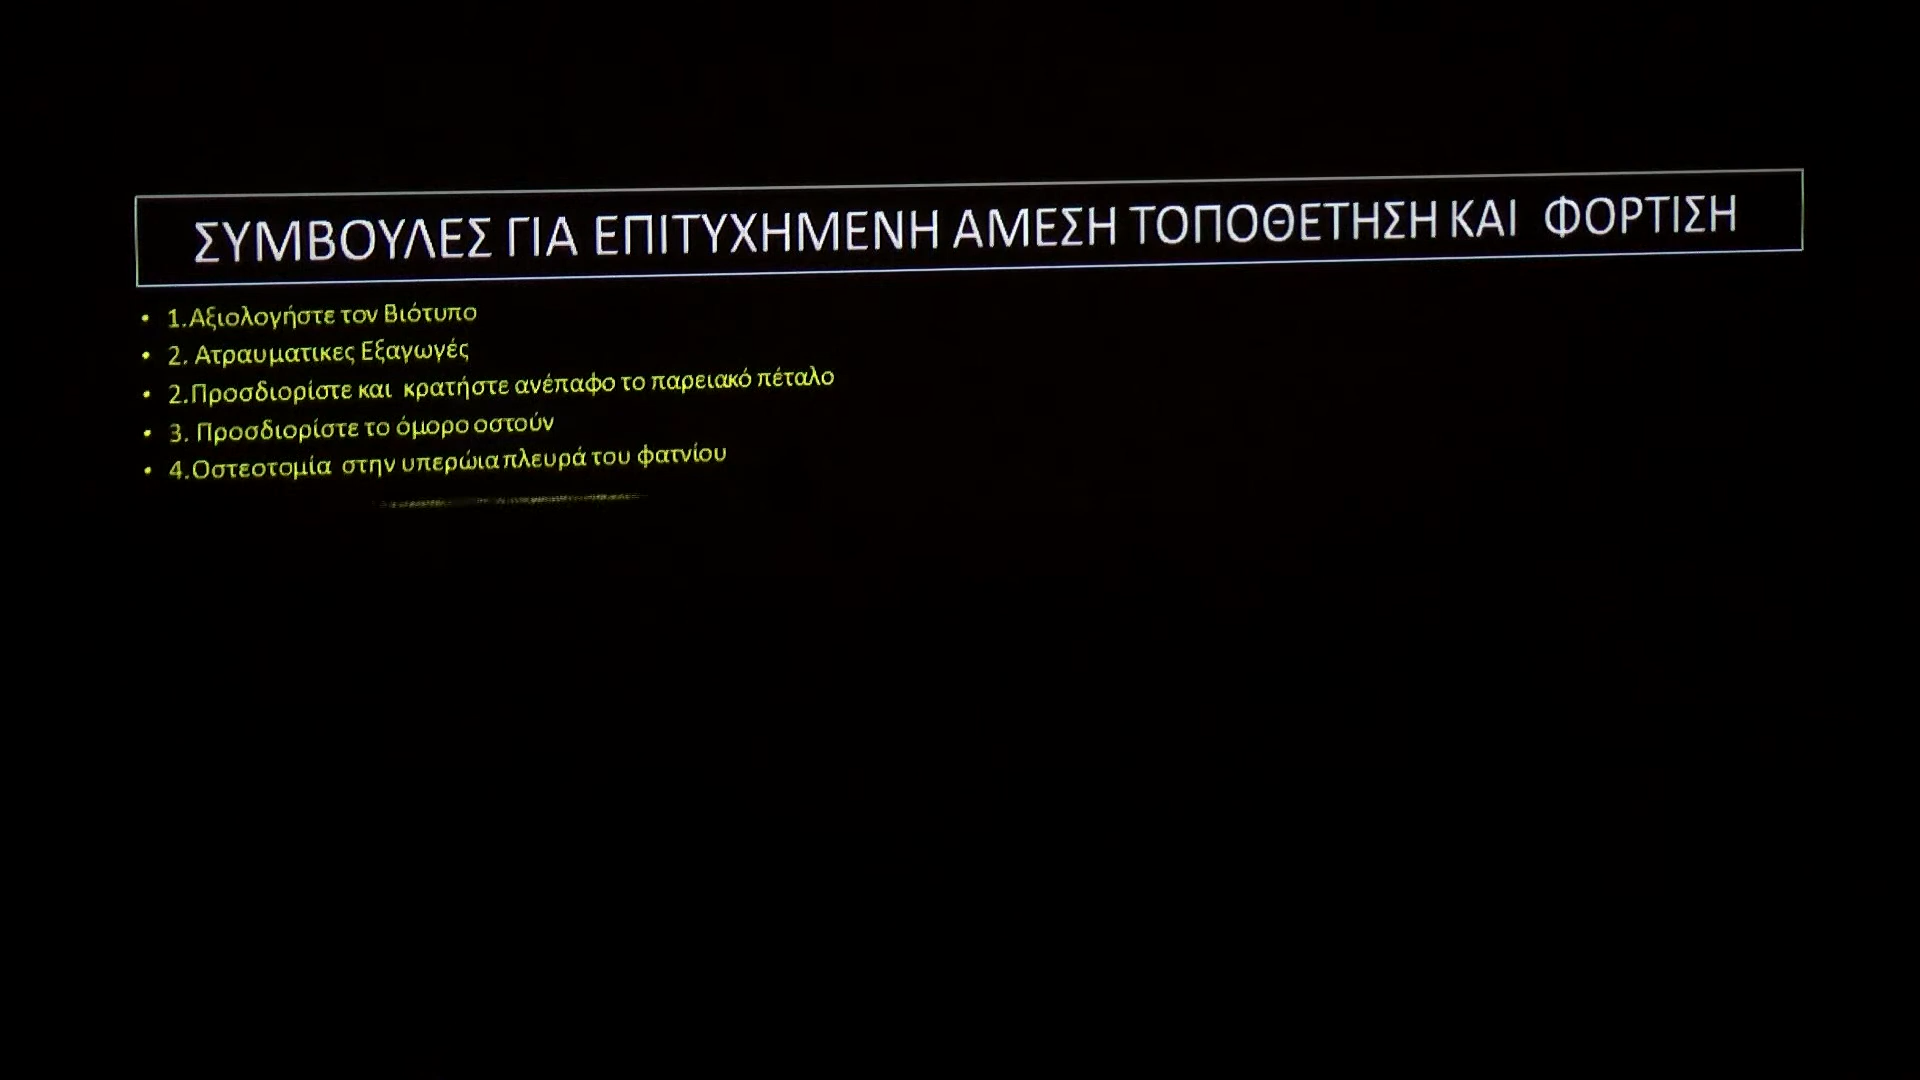 ΣΥΜΒΟΥΛΕΣ ΓΙΑ ΕΠΙΤΥΧΗΜΕΝΗ ΑΜΕΣΗ ΤΟΠΟΘΕΤΗΣΗ ΚΑΙ ΦΟΡΤΙΣΗ
• 1.Αξιολογήστε τον Βιότυπο
• 2. Ατραυματικες Εξαγωγές
• 2.Προσδιορίστε και κρατήστε ανέπαφο το παρειακό πέταλο
• 3. Προσδιορίστε το όμορο οστούν
• 4.Οστεοτομία στην υπερώια πλευρά του φατνίου